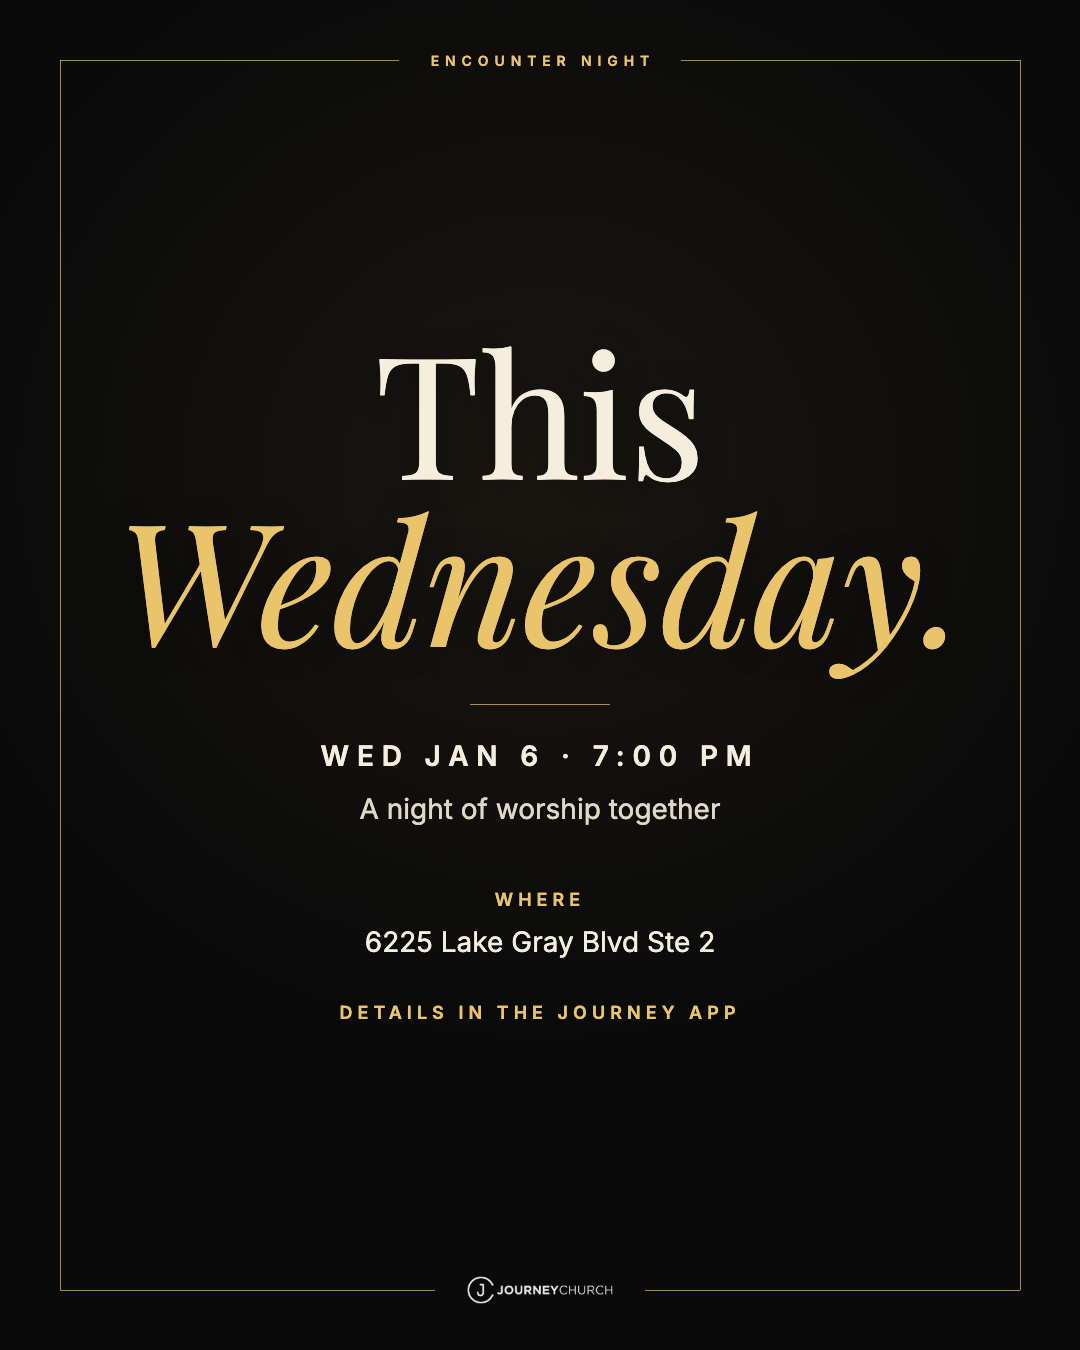 ENCOUNTER NIGHT
This
Wednesday.
WED JAN 6 · 7:00 PM
A night of worship together
WHERE
6225 Lake Gray Blvd Ste 2
DETAILS IN THE JOURNEY APP
J JOURNEYCHURCH